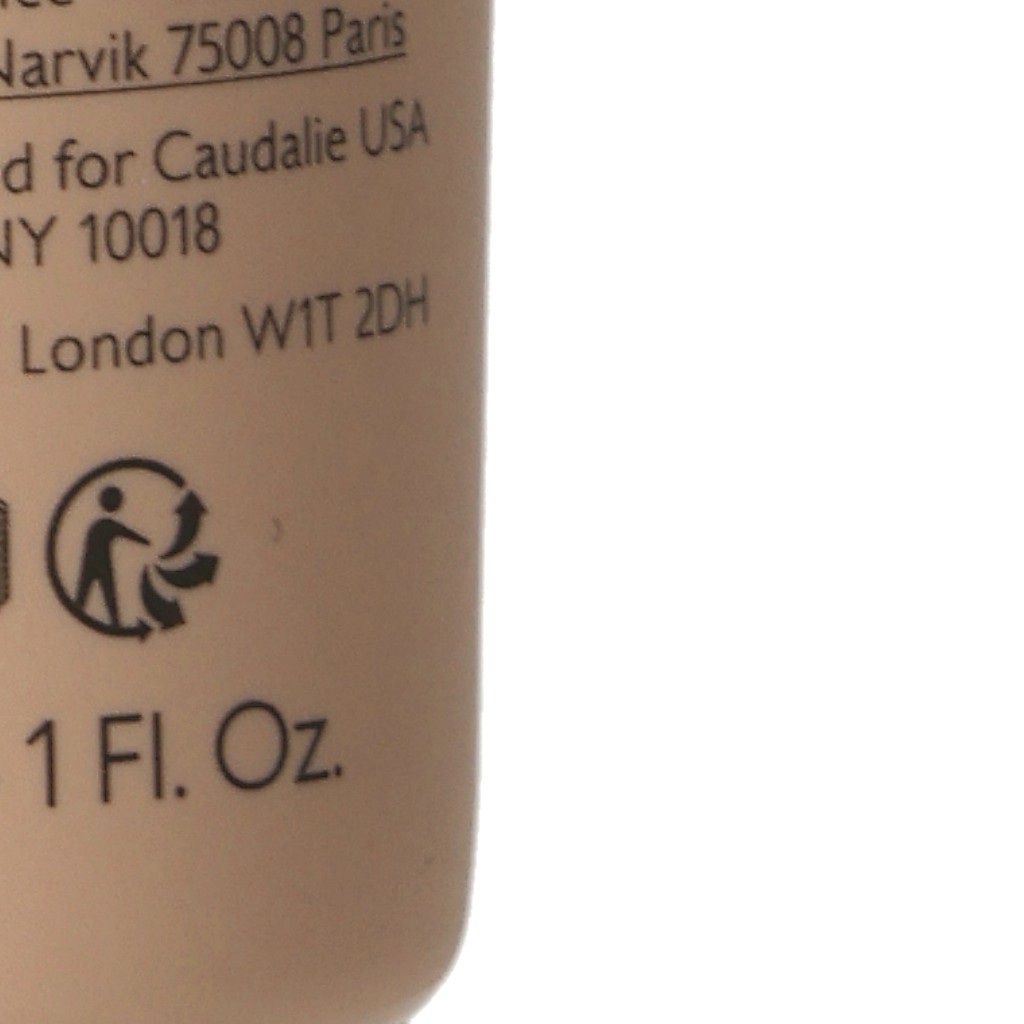 Narvik 75008 Paris
d for Caudalie USA
NY 10018
London W1T 2DH
1 Fl. Oz.